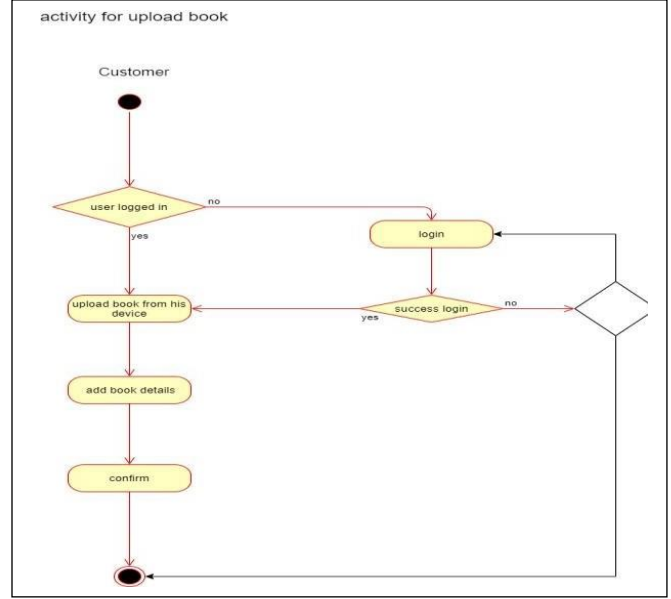 activity for upload book
Customer
user logged in
no
yes
login
upload book from his
device
success login
yes
no
add book details
confirm